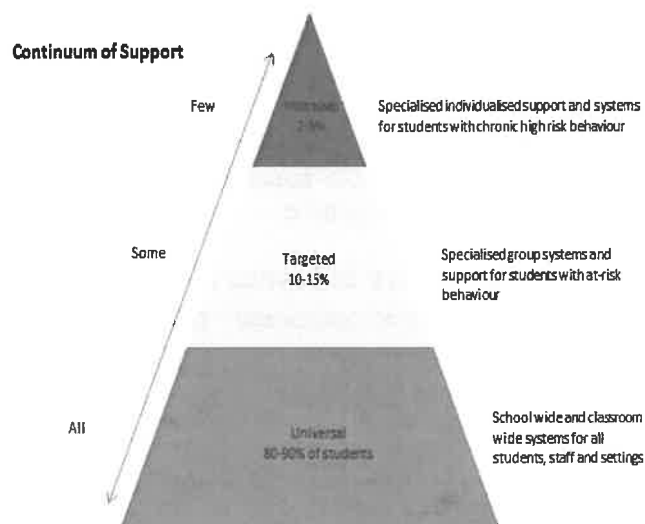 Continuum of Support
Few
Specialised individualised support and systems
for students with chronic high risk behaviour
Some
Targeted
10-15%
Specialised group systems and
support for students with at-risk
behaviour
All
Universal
80-90% of students
School wide and classroom
wide systems for all
students, staff and settings